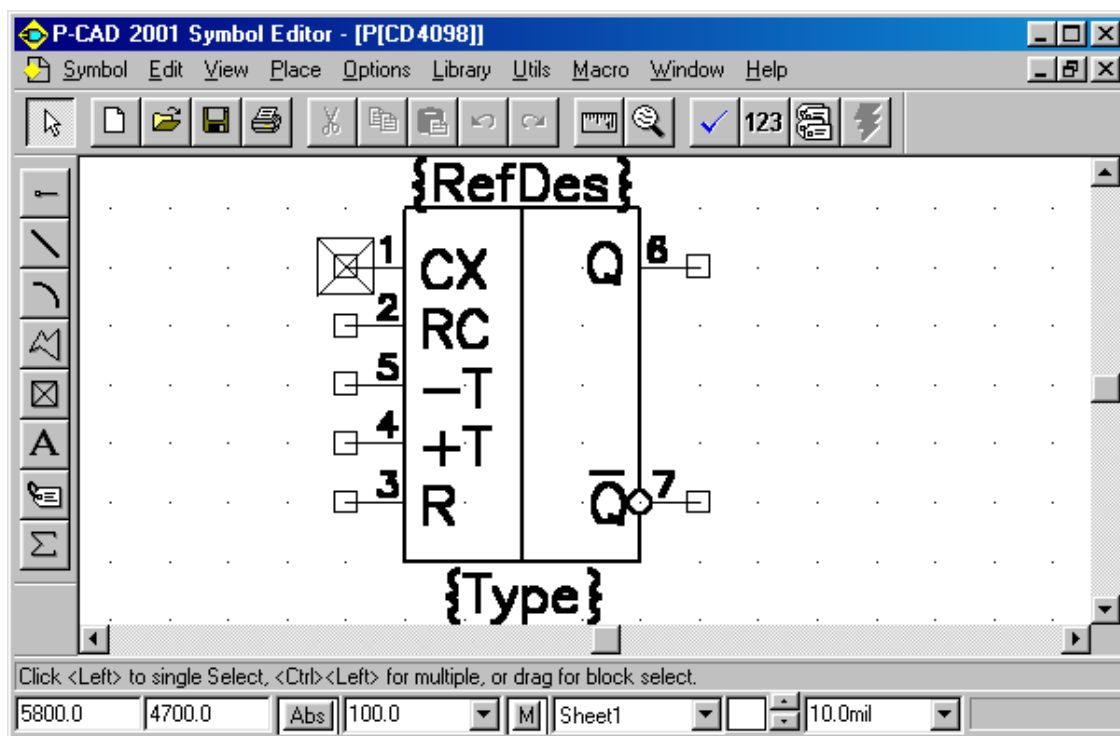 P-CAD 2001 Symbol Editor - [P[CD4098]]
Symbol Edit View Place Options Library Utils Macro Window Help
123
A
Σ
{RefDes}
1 CX Q 6
2 RC
5 –T
4 +T
3 R Q̅ 7
{Type}
Click <Left> to single Select, <Ctrl><Left> for multiple, or drag for block select.
5800.0 4700.0 Abs 100.0 M Sheet1 10.0mil